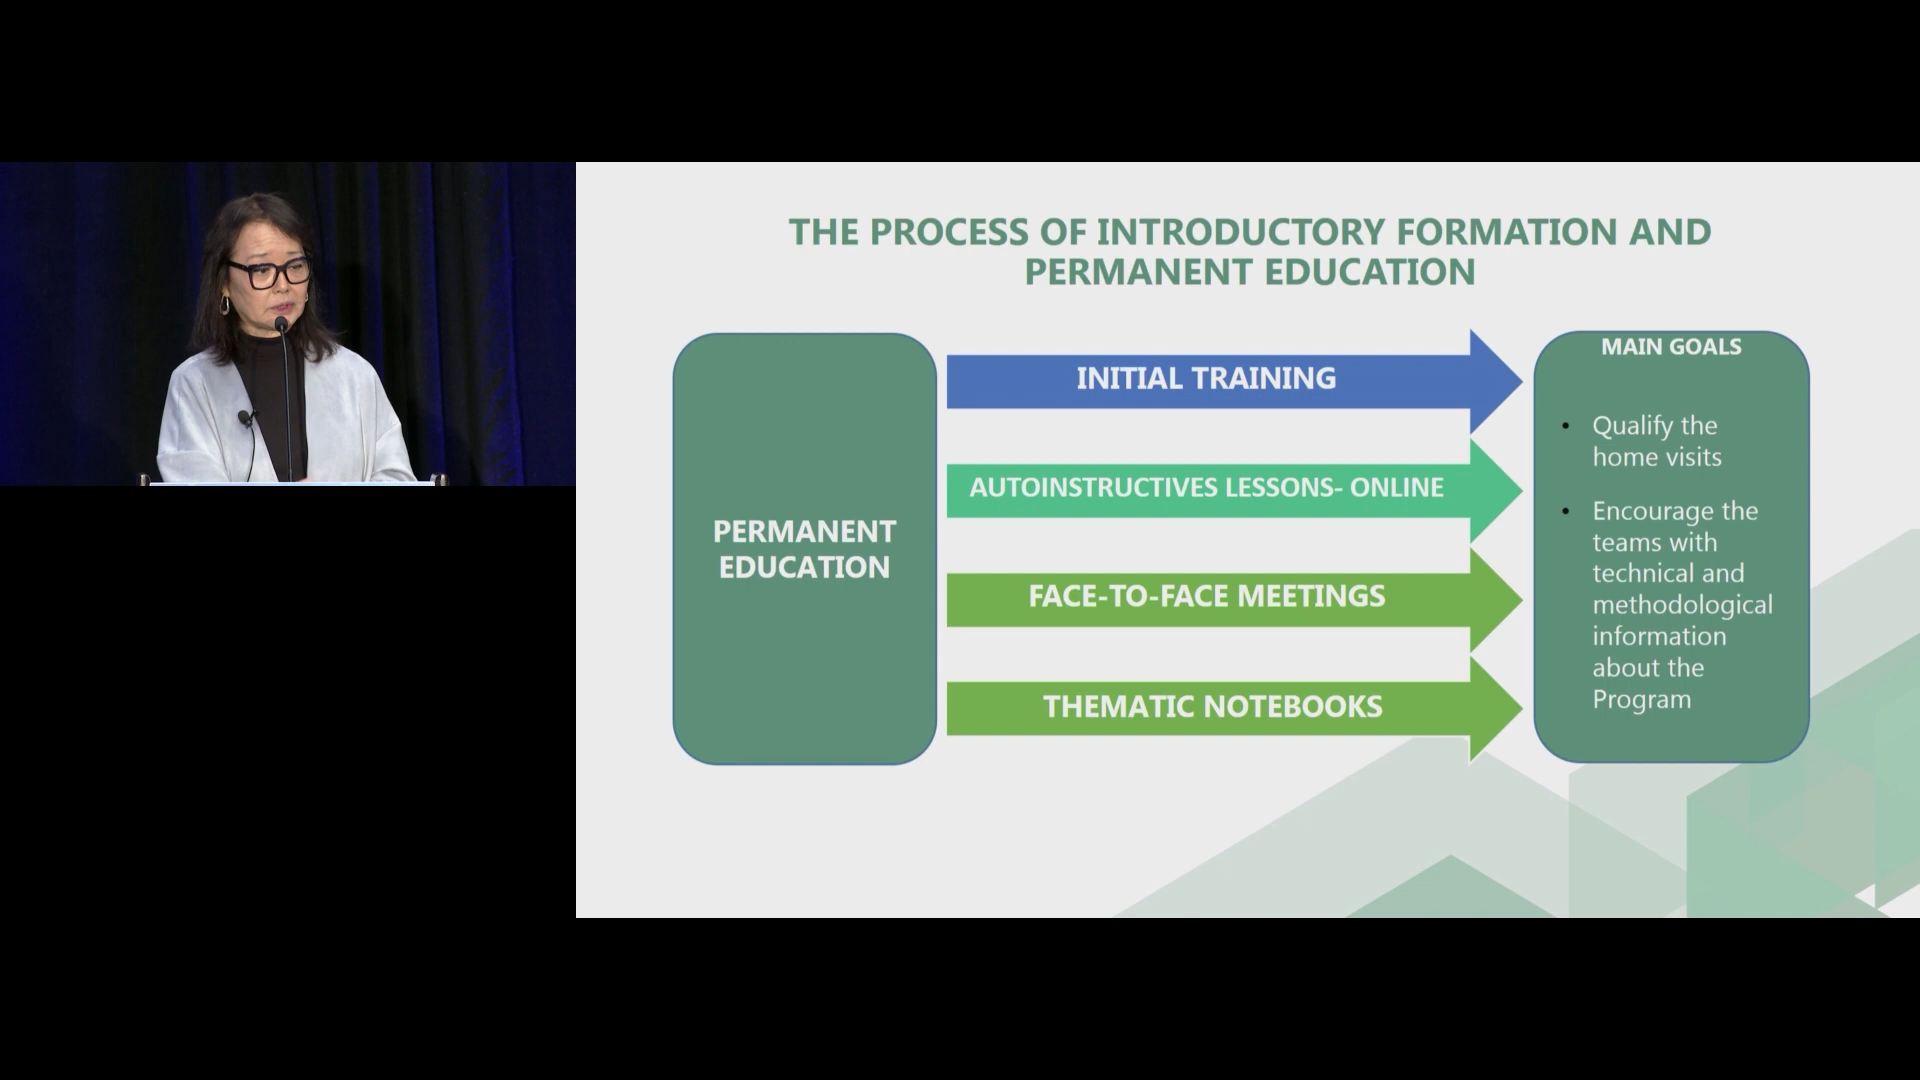 THE PROCESS OF INTRODUCTORY FORMATION AND
PERMANENT EDUCATION
PERMANENT
EDUCATION
INITIAL TRAINING
AUTOINSTRUCTIVES LESSONS- ONLINE
FACE-TO-FACE MEETINGS
THEMATIC NOTEBOOKS
MAIN GOALS
• Qualify the
home visits
• Encourage the
teams with
technical and
methodological
information
about the
Program